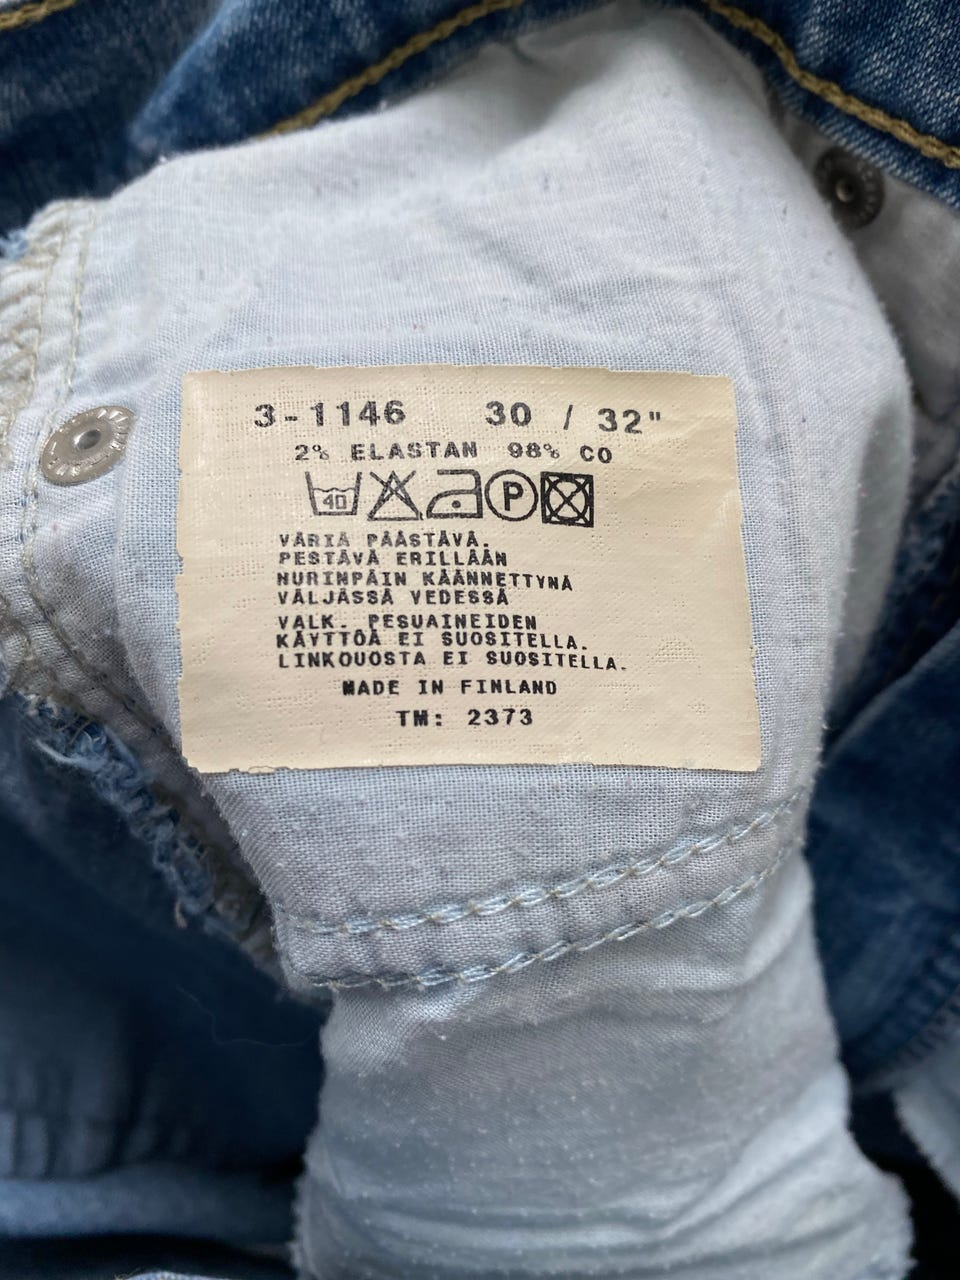 3-1146 30 / 32"
2% ELASTAN 98% CO
40 P
VÄRIÄ PÄÄSTÄVÄ.
PESTÄVÄ ERILLÄÄN
NURINPÄIN KÄÄNNETTYNÄ
VÄLJÄSSÄ VEDESSÄ
VALK. PESUAINEIDEN
KÄYTTÖÄ EI SUOSITELLA.
LINKOUOSTA EI SUOSITELLA.
MADE IN FINLAND
TM: 2373